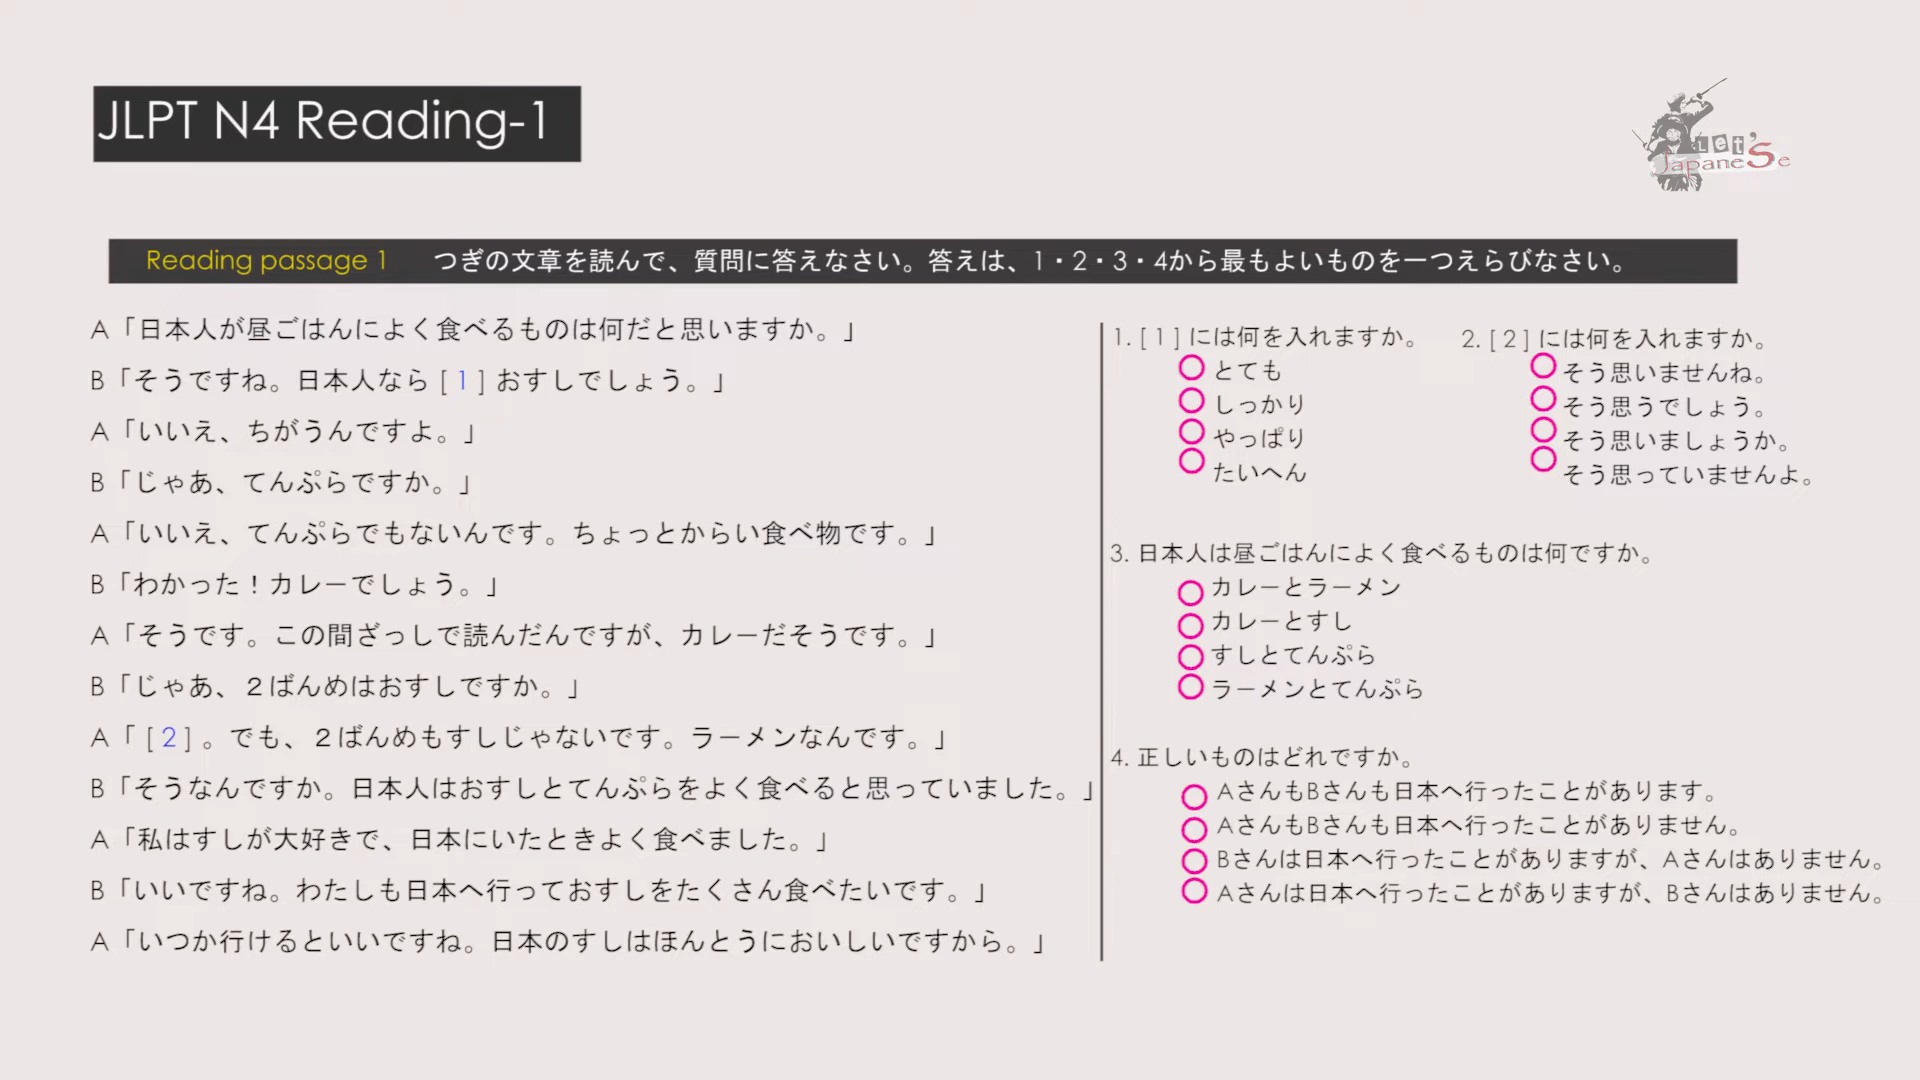 JLPT N4 Reading-1
Let's
Japanese
Reading passage 1 つぎの文章を読んで、質問に答えなさい。答えは、1・2・3・4から最もよいものを一つえらびなさい。
A「日本人が昼ごはんによく食べるものは何だと思いますか。」
B「そうですね。日本人なら [ 1 ] おすしでしょう。」
A「いいえ、ちがうんですよ。」
B「じゃあ、てんぷらですか。」
A「いいえ、てんぷらでもないんです。ちょっとからい食べ物です。」
B「わかった！カレーでしょう。」
A「そうです。この間ざっしで読んだんですが、カレーだそうです。」
B「じゃあ、２ばんめはおすしですか。」
A「 [ 2 ] 。でも、２ばんめもすしじゃないです。ラーメンなんです。」
B「そうなんですか。日本人はおすしとてんぷらをよく食べると思っていました。」
A「私はすしが大好きで、日本にいたときよく食べました。」
B「いいですね。わたしも日本へ行っておすしをたくさん食べたいです。」
A「いつか行けるといいですね。日本のすしはほんとうにおいしいですから。」
1. [ 1 ] には何を入れますか。
とても
しっかり
やっぱり
たいへん
2. [ 2 ] には何を入れますか。
そう思いませんね。
そう思うでしょう。
そう思いましょうか。
そう思っていませんよ。
3. 日本人は昼ごはんによく食べるものは何ですか。
カレーとラーメン
カレーとすし
すしとてんぷら
ラーメンとてんぷら
4. 正しいものはどれですか。
AさんもBさんも日本へ行ったことがあります。
AさんもBさんも日本へ行ったことがありません。
Bさんは日本へ行ったことがありますが、Aさんはありません。
Aさんは日本へ行ったことがありますが、Bさんはありません。